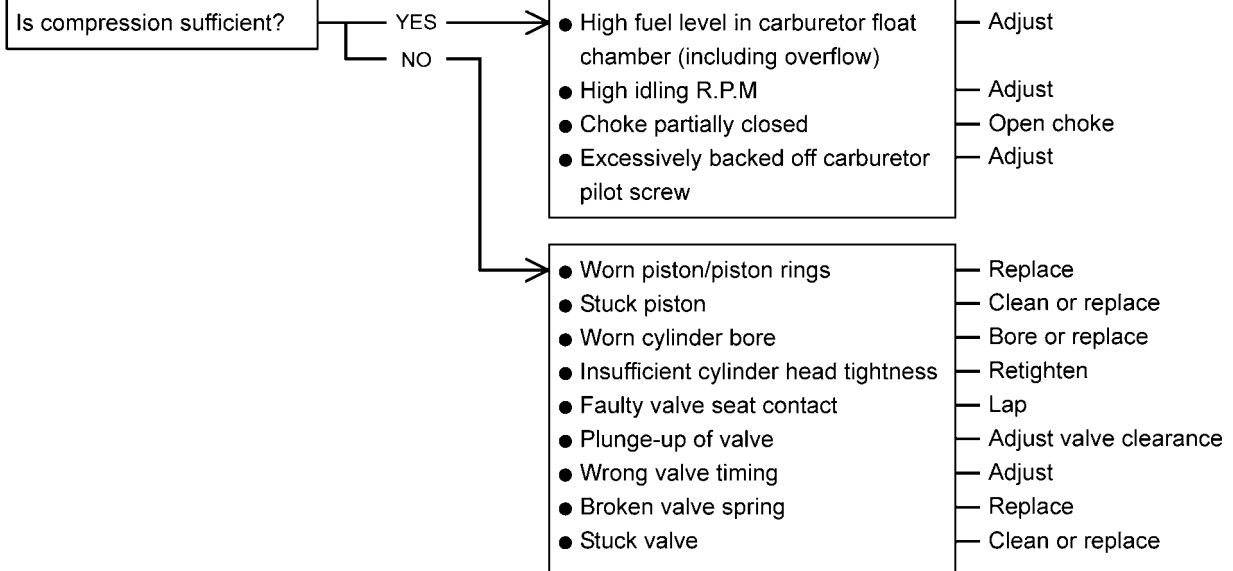 Is compression sufficient?
YES
NO
● High fuel level in carburetor float
chamber (including overflow)
Adjust
● High idling R.P.M
Adjust
● Choke partially closed
Open choke
● Excessively backed off carburetor
pilot screw
Adjust
● Worn piston/piston rings
Replace
● Stuck piston
Clean or replace
● Worn cylinder bore
Bore or replace
● Insufficient cylinder head tightness
Retighten
● Faulty valve seat contact
Lap
● Plunge-up of valve
Adjust valve clearance
● Wrong valve timing
Adjust
● Broken valve spring
Replace
● Stuck valve
Clean or replace